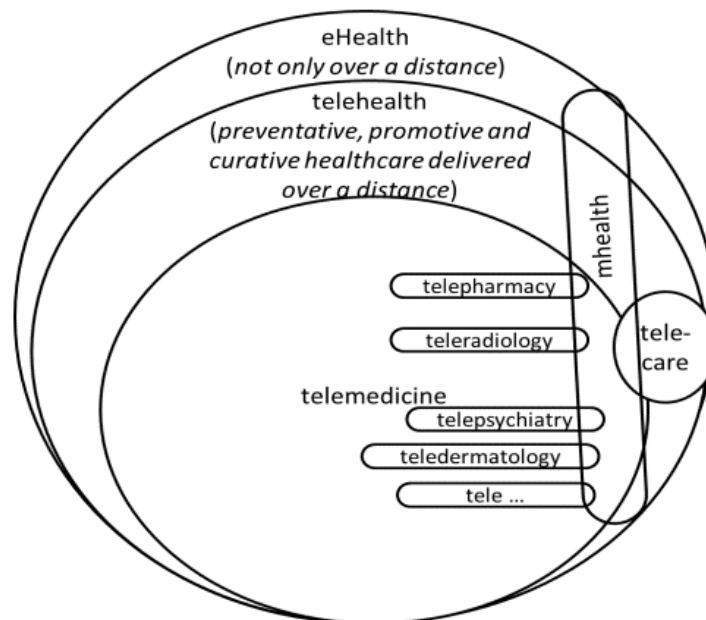 eHealth
(not only over a distance)
telehealth
(preventative, promotive and
curative healthcare delivered
over a distance)
mhealth
telepharmacy
tele-
care
teleradiology
telemedicine
telepsychiatry
teledermatology
tele ...